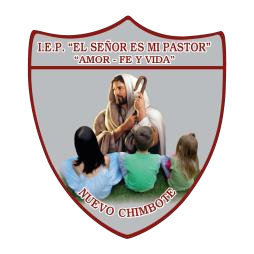 I.E.P. "EL SEÑOR ES MI PASTOR"
"AMOR - FE Y VIDA"
NUEVO CHIMBOTE